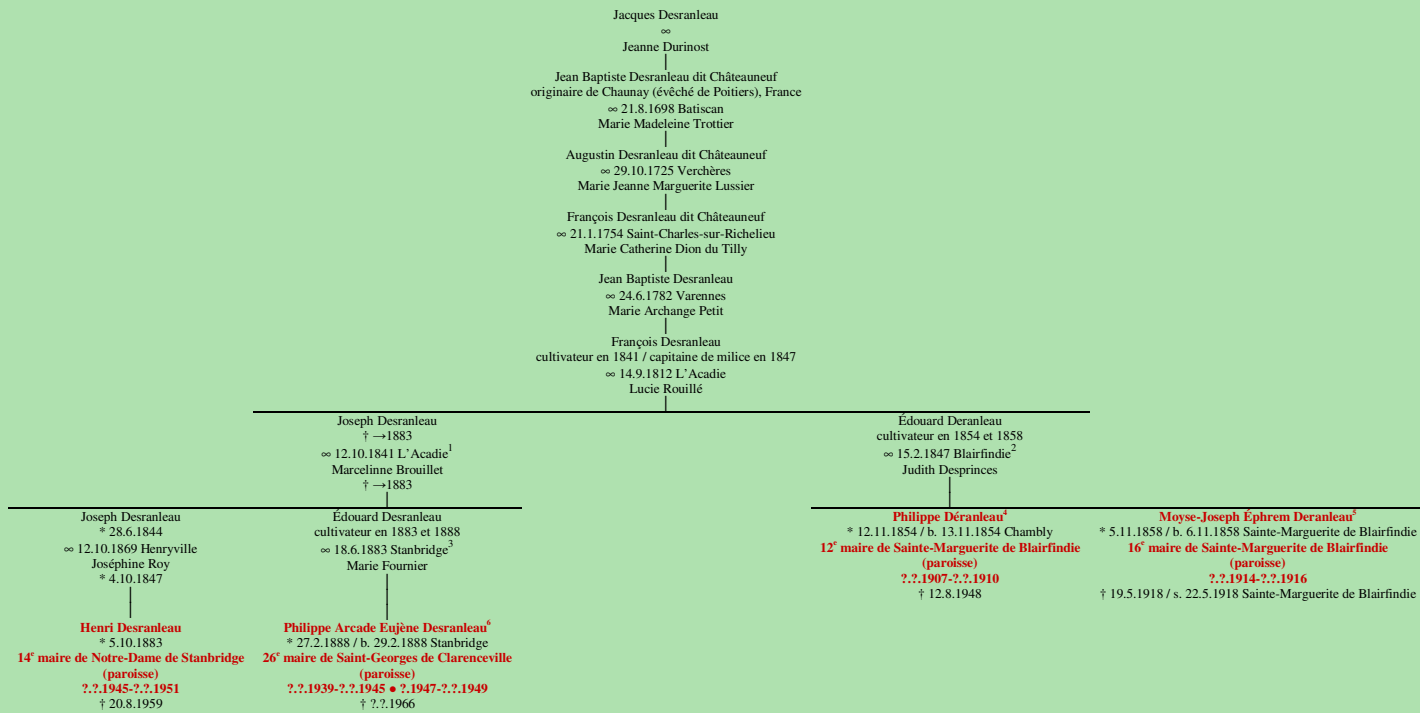 Jacques Desranleau
∞
Jeanne Durinost
Jean Baptiste Desranleau dit Châteauneuf
originaire de Chaunay (évêché de Poitiers), France
∞ 21.8.1698 Batiscan
Marie Madeleine Trottier
Augustin Desranleau dit Châteauneuf
∞ 29.10.1725 Verchères
Marie Jeanne Marguerite Lussier
François Desranleau dit Châteauneuf
∞ 21.1.1754 Saint-Charles-sur-Richelieu
Marie Catherine Dion du Tilly
Jean Baptiste Desranleau
∞ 24.6.1782 Varennes
Marie Archange Petit
François Desranleau
cultivateur en 1841 / capitaine de milice en 1847
∞ 14.9.1812 L'Acadie
Lucie Rouillé
Joseph Desranleau
† →1883
∞ 12.10.1841 L'Acadie¹
Marcelinne Brouillet
† →1883
Édouard Deranleau
cultivateur en 1854 et 1858
∞ 15.2.1847 Blairfindie²
Judith Desprinces
Joseph Desranleau
* 28.6.1844
∞ 12.10.1869 Henryville
Joséphine Roy
* 4.10.1847
Édouard Desranleau
cultivateur en 1883 et 1888
∞ 18.6.1883 Stanbridge³
Marie Fournier
Philippe Déranleau⁴
* 12.11.1854 / b. 13.11.1854 Chambly
12ᵉ maire de Sainte-Marguerite de Blairfindie
(paroisse)
?.?.1907-?.?.1910
† 12.8.1948
Moyse-Joseph Éphrem Deranleau⁵
* 5.11.1858 / b. 6.11.1858 Sainte-Marguerite de Blairfindie
16ᵉ maire de Sainte-Marguerite de Blairfindie
(paroisse)
?.?.1914-?.?.1916
† 19.5.1918 / s. 22.5.1918 Sainte-Marguerite de Blairfindie
Henri Desranleau
* 5.10.1883
14ᵉ maire de Notre-Dame de Stanbridge
(paroisse)
?.?.1945-?.?.1951
† 20.8.1959
Philippe Arcade Eujène Desranleau⁶
* 27.2.1888 / b. 29.2.1888 Stanbridge
26ᵉ maire de Saint-Georges de Clarenceville
(paroisse)
?.?.1939-?.?.1945 ● ?.1947-?.?.1949
† ?.?.1966